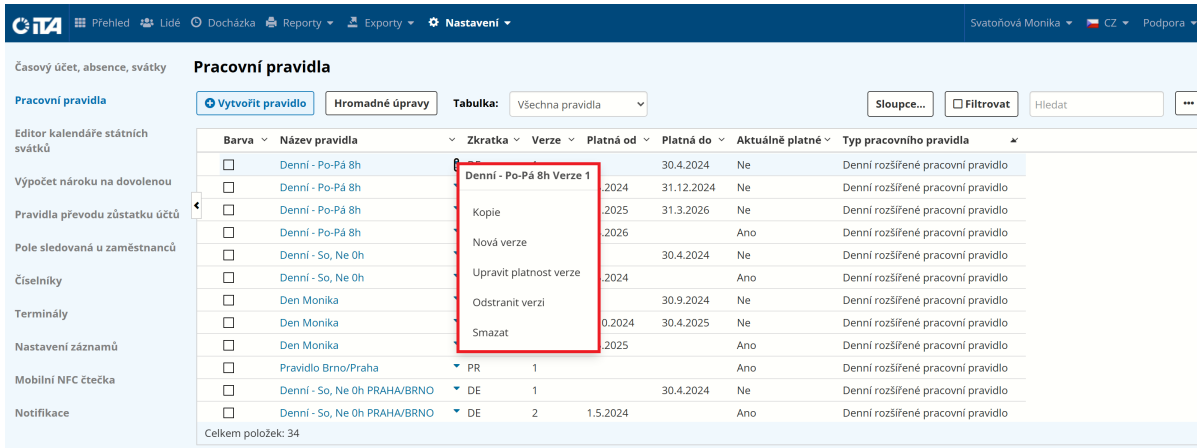 iTA Přehled Lidé Docházka Reporty Exporty Nastavení Svatoňová Monika CZ Podpora
Časový účet, absence, svátky
Pracovní pravidla
Editor kalendáře státních
svátků
Výpočet nároku na dovolenou
Pravidla převodu zůstatku účtů
Pole sledovaná u zaměstnanců
Číselníky
Terminály
Nastavení záznamů
Mobilní NFC čtečka
Notifikace
Pracovní pravidla
Vytvořit pravidlo Hromadné úpravy Tabulka: Všechna pravidla Sloupce... Filtrovat Hledat ...
Barva Název pravidla Zkratka Verze Platná od Platná do Aktuálně platné Typ pracovního pravidla
Denní - Po-Pá 8h 30.4.2024 Ne Denní rozšířené pracovní pravidlo
Denní - Po-Pá 8h .2024 31.12.2024 Ne Denní rozšířené pracovní pravidlo
Denní - Po-Pá 8h .2025 31.3.2026 Ne Denní rozšířené pracovní pravidlo
Denní - Po-Pá 8h .2026 Ano Denní rozšířené pracovní pravidlo
Denní - So, Ne 0h 30.4.2024 Ne Denní rozšířené pracovní pravidlo
Denní - So, Ne 0h .2024 Ano Denní rozšířené pracovní pravidlo
Den Monika 30.9.2024 Ne Denní rozšířené pracovní pravidlo
Den Monika 0.2024 30.4.2025 Ne Denní rozšířené pracovní pravidlo
Den Monika .2025 Ano Denní rozšířené pracovní pravidlo
Pravidlo Brno/Praha PR 1 Ano Denní rozšířené pracovní pravidlo
Denní - So, Ne 0h PRAHA/BRNO DE 1 30.4.2024 Ne Denní rozšířené pracovní pravidlo
Denní - So, Ne 0h PRAHA/BRNO DE 2 1.5.2024 Ano Denní rozšířené pracovní pravidlo
Celkem položek: 34
Denní - Po-Pá 8h Verze 1
Kopie
Nová verze
Upravit platnost verze
Odstranit verzi
Smazat